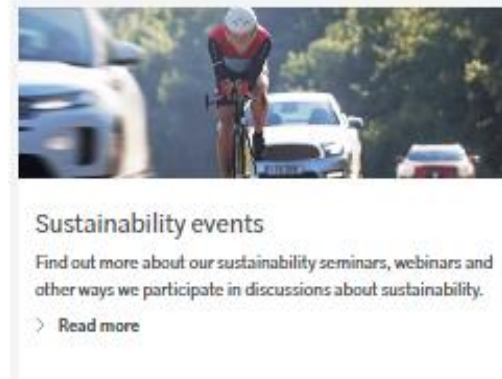 Sustainability events
Find out more about our sustainability seminars, webinars and
other ways we participate in discussions about sustainability.
Read more